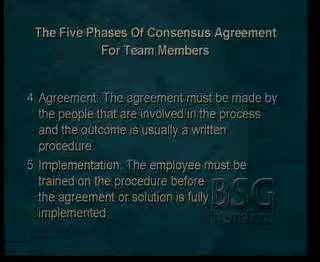 The Five Phases Of Consensus Agreement
For Team Members
4 Agreement: The agreement must be made by
the people that are involved in the process
and the outcome is usually a written
procedure.
5 Implementation: The employee must be
trained on the procedure before
the agreement or solution is fully
implemented
BSG